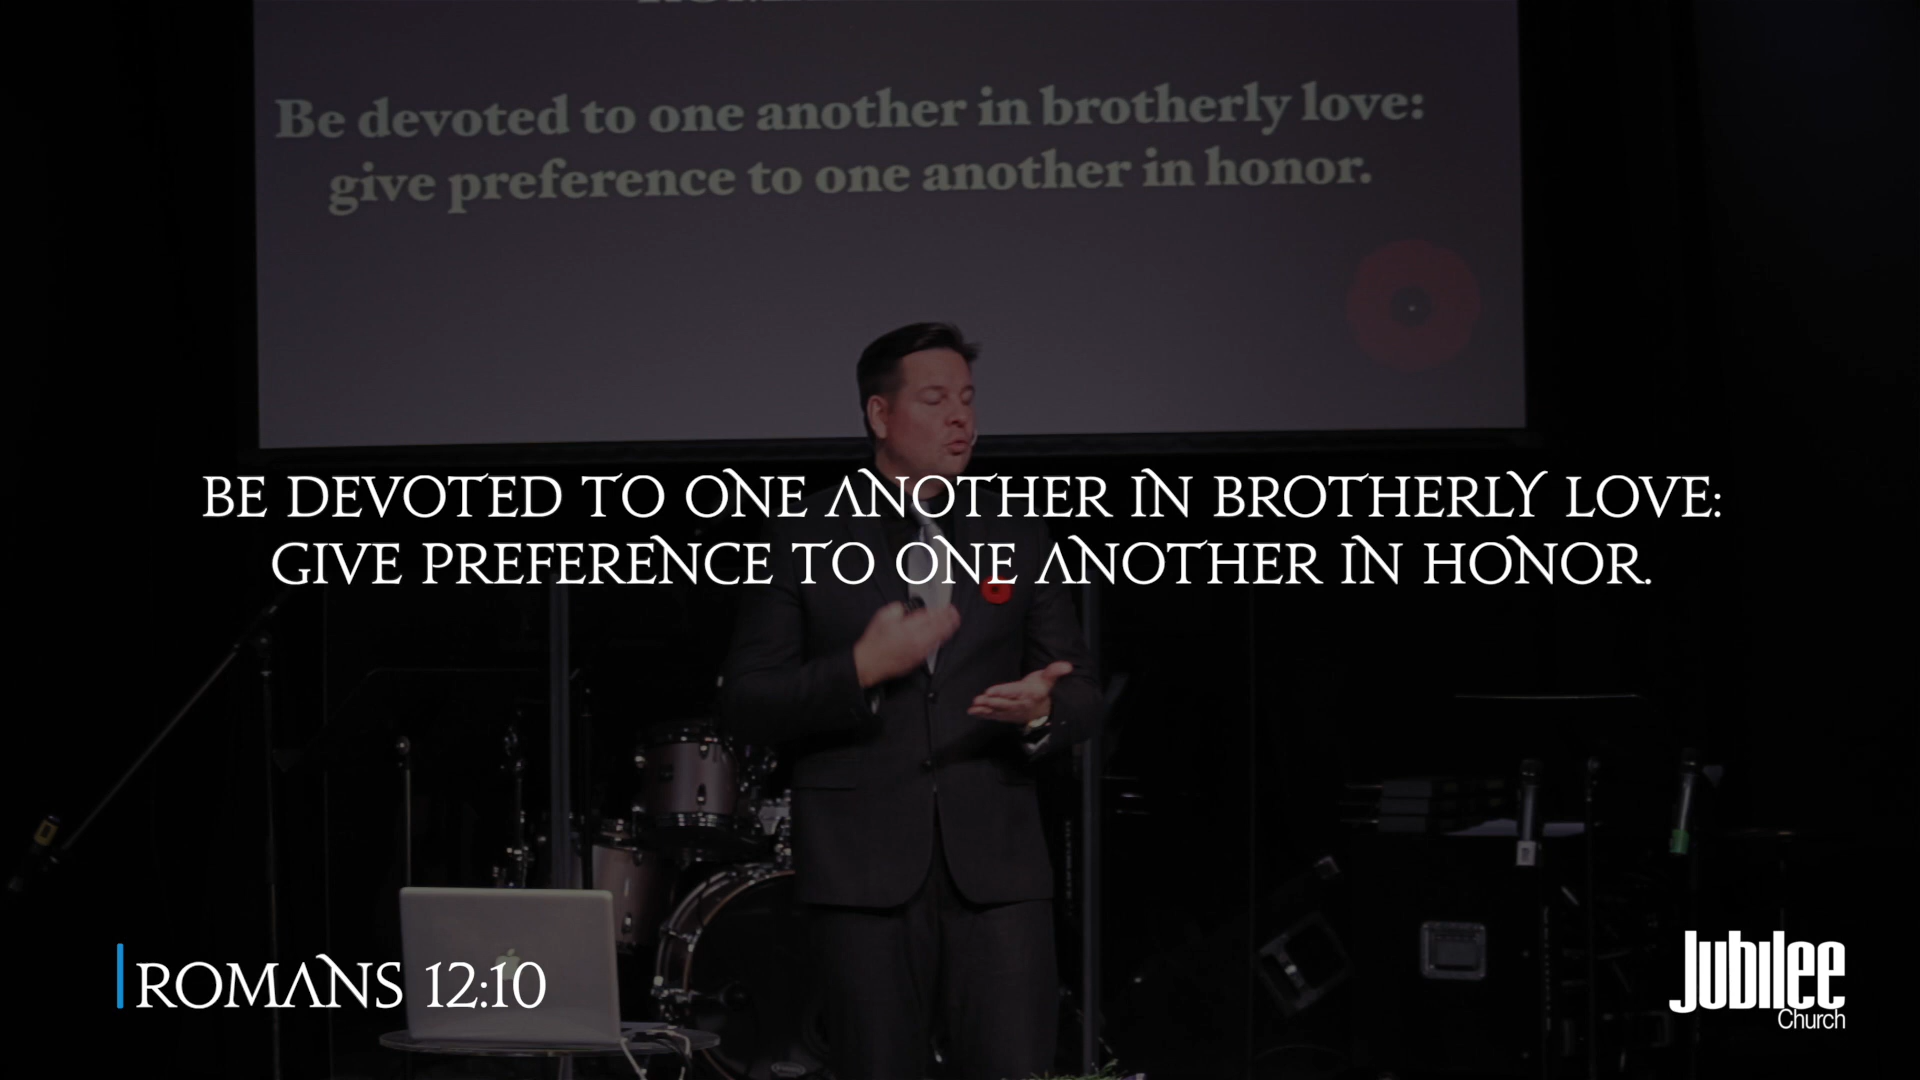 Be devoted to one another in brotherly love:
give preference to one another in honor.
BE DEVOTED TO ONE ANOTHER IN BROTHERLY LOVE:
GIVE PREFERENCE TO ONE ANOTHER IN HONOR.
ROMANS 12:10
Jubilee
Church